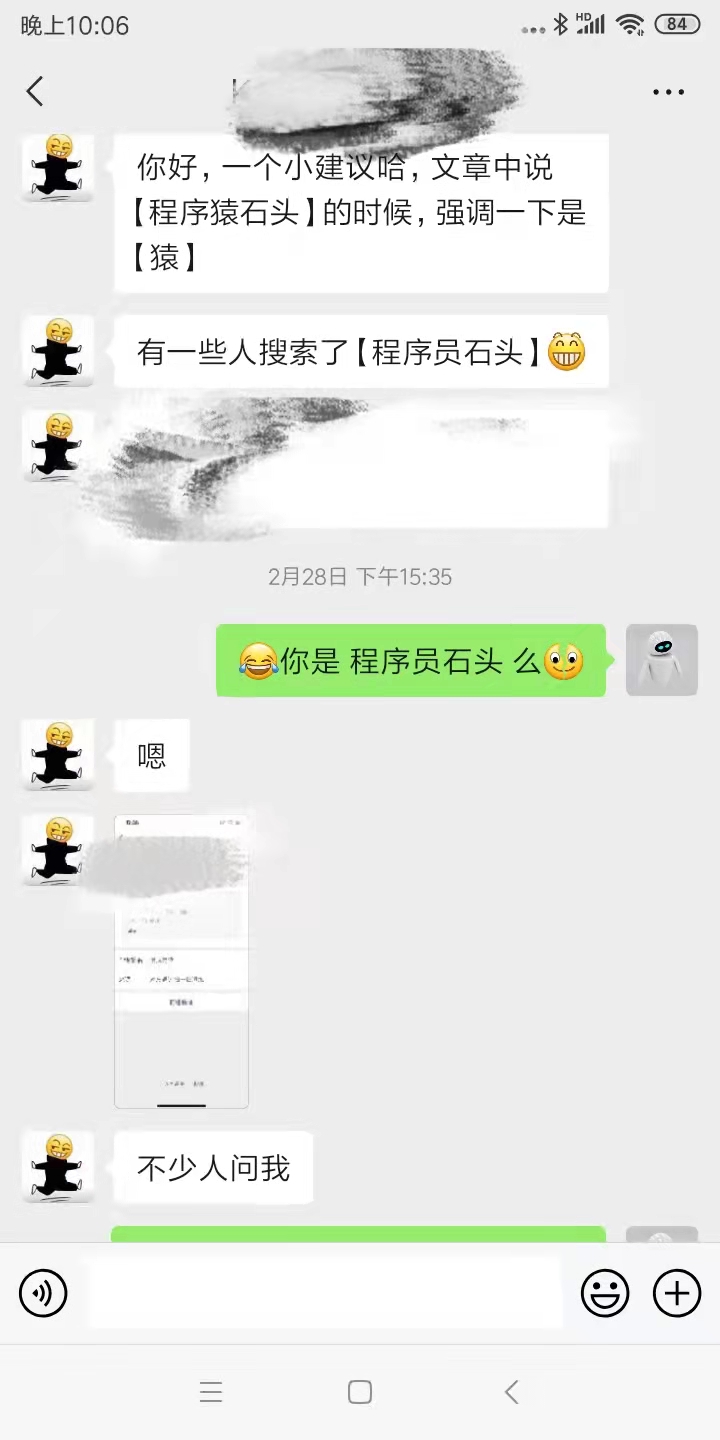 晚上10:06
HD
84
你好，一个小建议哈，文章中说
【程序猿石头】的时候，强调一下是
【猿】
有一些人搜索了【程序员石头】
2月28日 下午15:35
你是 程序员石头 么
嗯
不少人问我